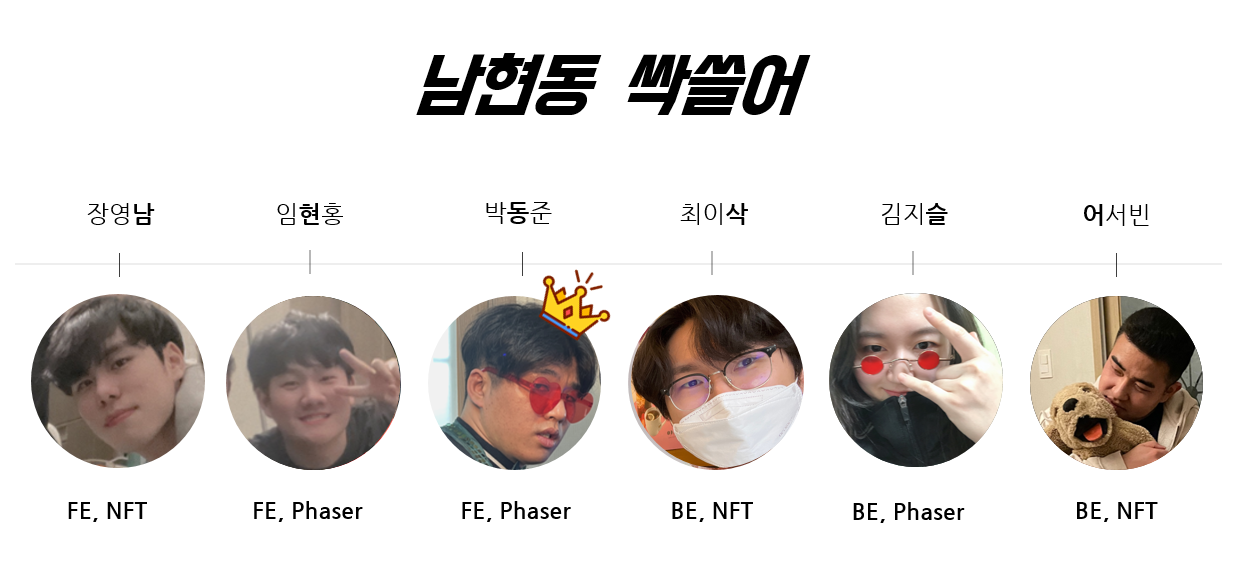 남현동 싹쓸어
장영남 임현홍 박동준 최이삭 김지슬 어서빈
FE, NFT FE, Phaser FE, Phaser BE, NFT BE, Phaser BE, NFT